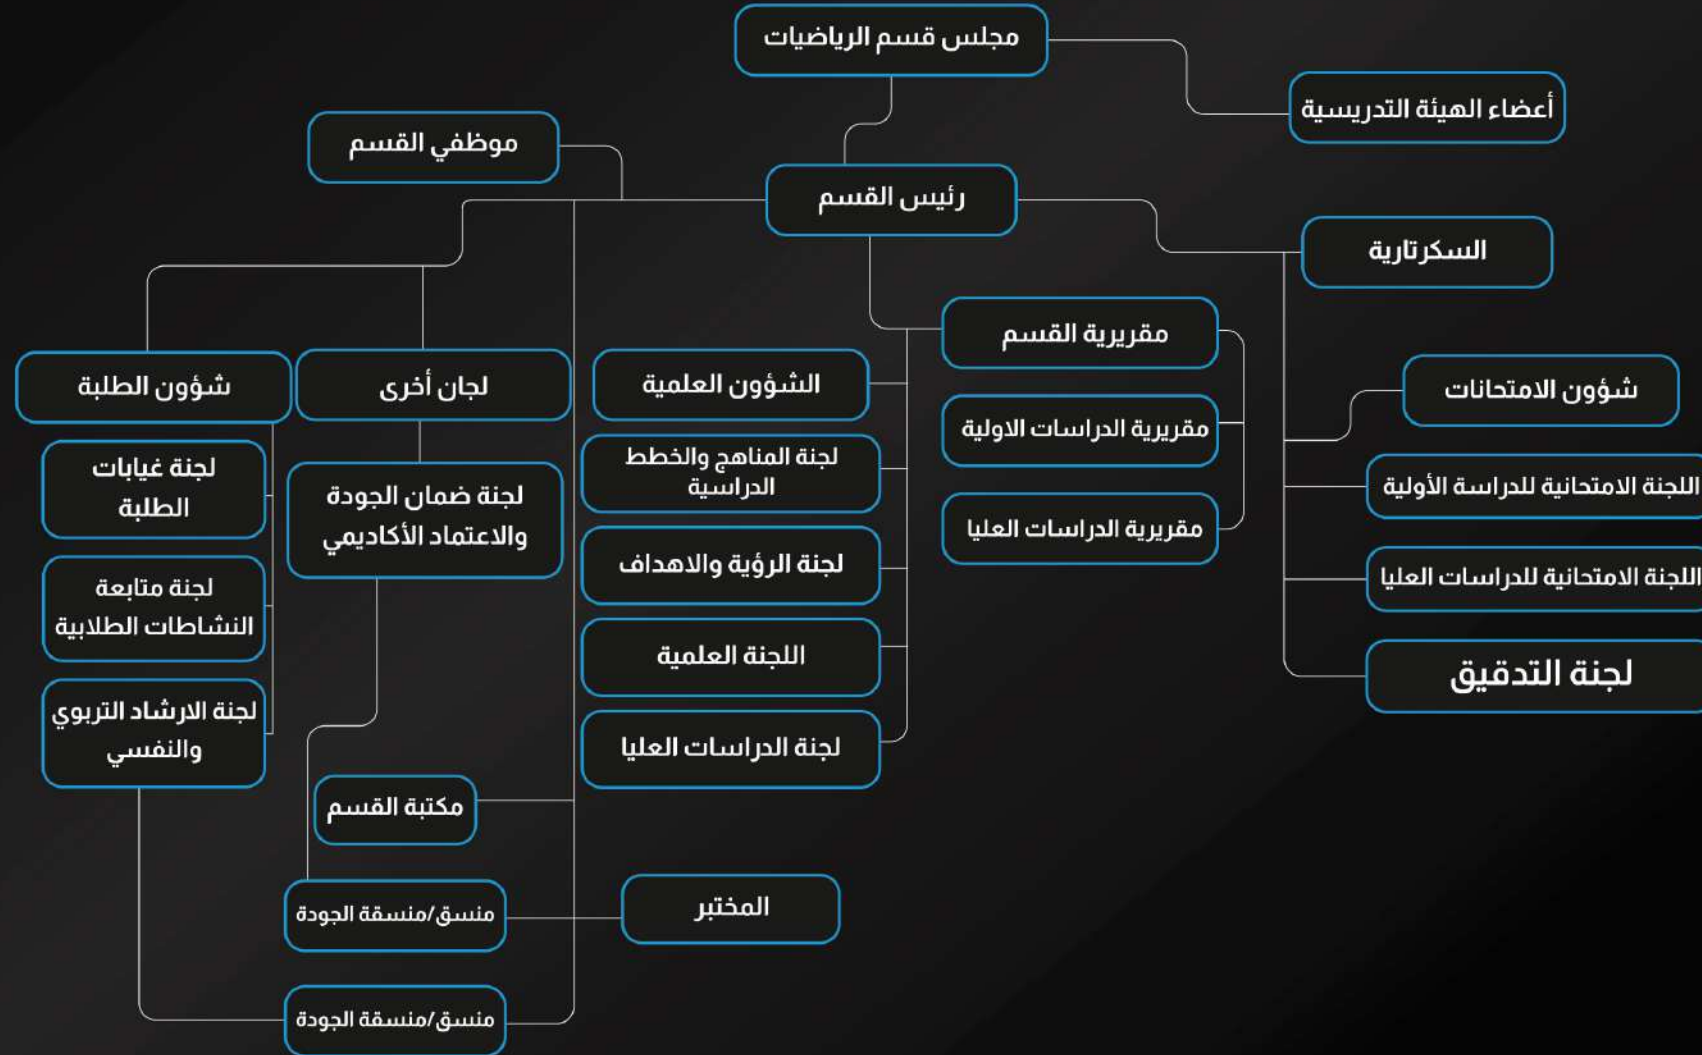 مجلس قسم الرياضيات
أعضاء الهيئة التدريسية
موظفي القسم
رئيس القسم
السكرتارية
مقريرية القسم
شؤون الطلبة
لجان أخرى
الشؤون العلمية
شؤون الامتحانات
مقريرية الدراسات الاولية
لجنة غيابات
الطلبة
لجنة ضمان الجودة
والاعتماد الأكاديمي
لجنة المناهج والخطط
الدراسية
اللجنة الامتحانية للدراسة الأولية
مقريرية الدراسات العليا
لجنة الرؤية والاهداف
اللجنة الامتحانية للدراسات العليا
لجنة متابعة
النشاطات الطلابية
اللجنة العلمية
لجنة التدقيق
لجنة الارشاد التربوي
والنفسي
لجنة الدراسات العليا
مكتبة القسم
المختبر
منسق/منسقة الجودة
منسق/منسقة الجودة